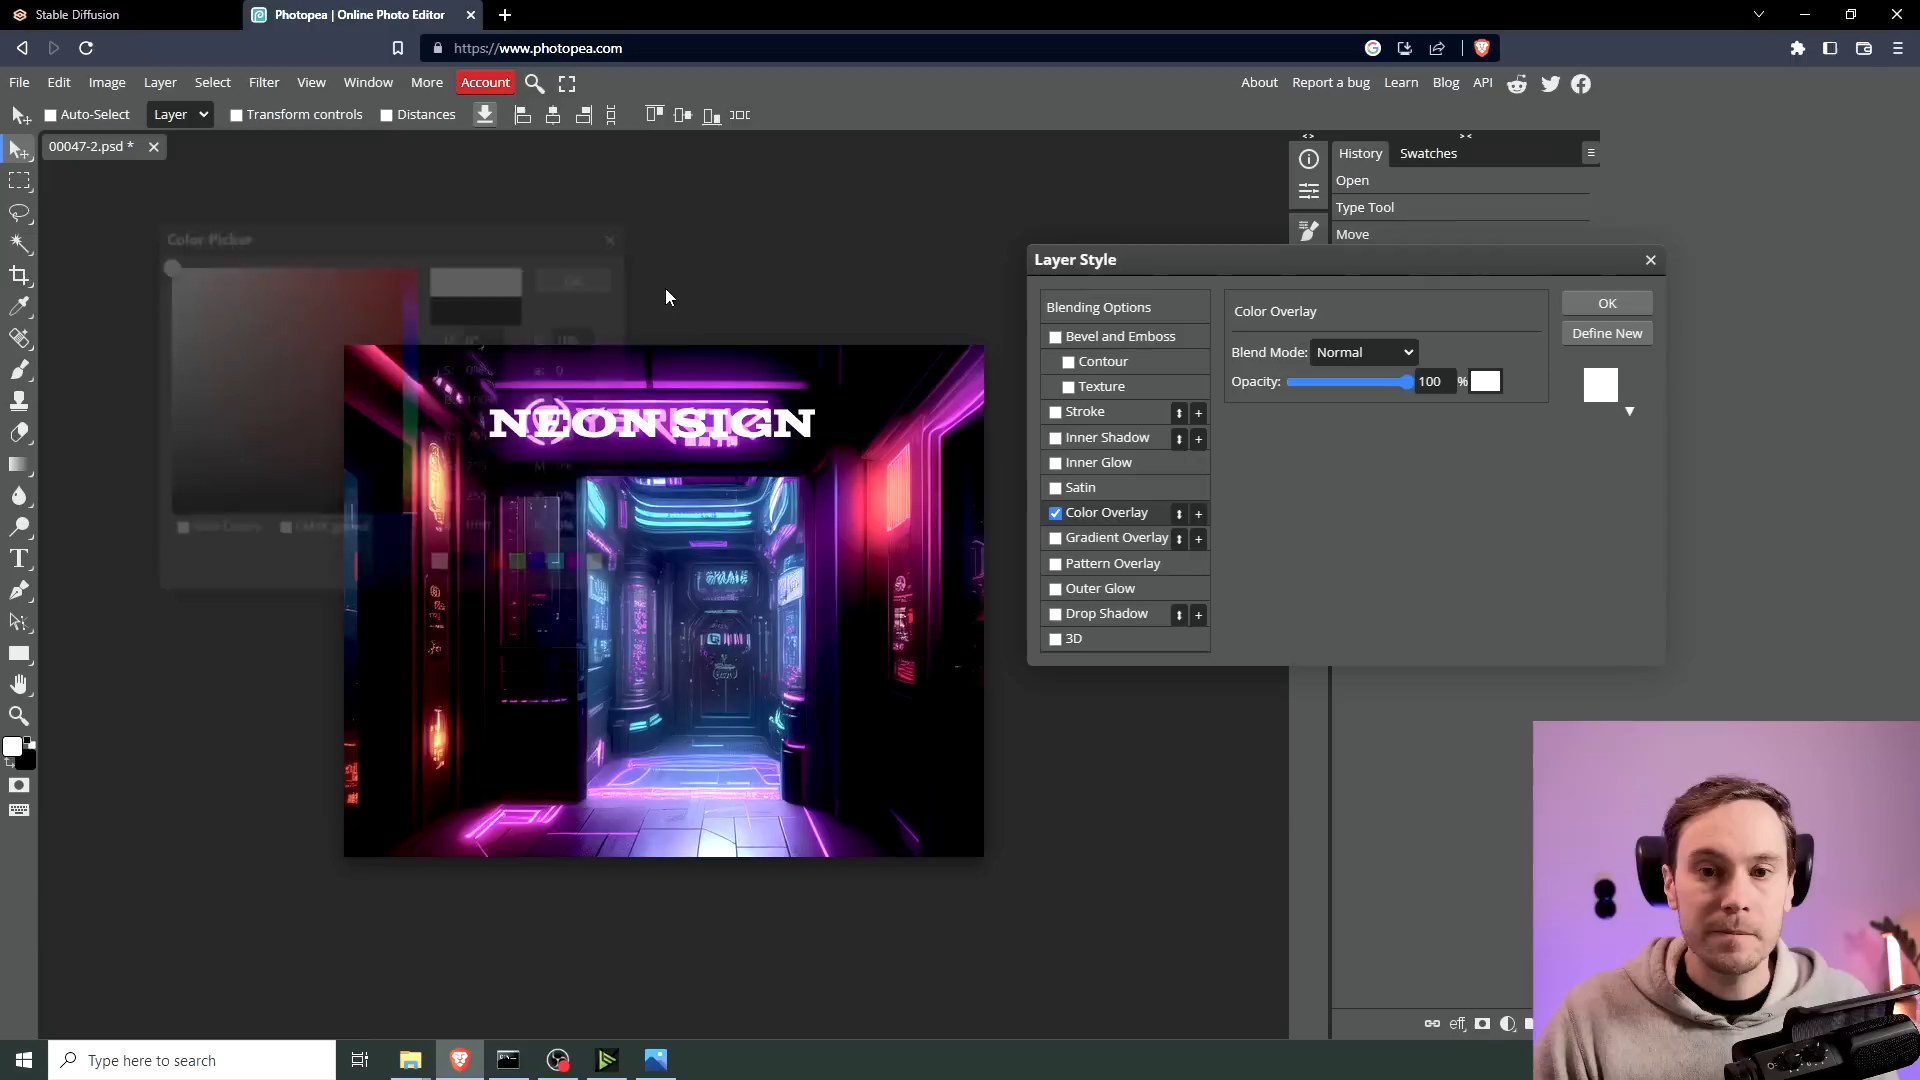 Stable Diffusion
Photopea | Online Photo Editor
https://www.photopea.com
File Edit Image Layer Select Filter View Window More Account
About Report a bug Learn Blog API
Auto-Select Layer Transform controls Distances
00047-2.psd *
History Swatches
Open
Type Tool
Move
Color Picker
Layer Style
Blending Options
Bevel and Emboss
Contour
Texture
Stroke
Inner Shadow
Inner Glow
Satin
Color Overlay
Gradient Overlay
Pattern Overlay
Outer Glow
Drop Shadow
3D
Color Overlay
Blend Mode: Normal
Opacity: 100 %
OK
Define New
NEON SIGN
eff
Type here to search